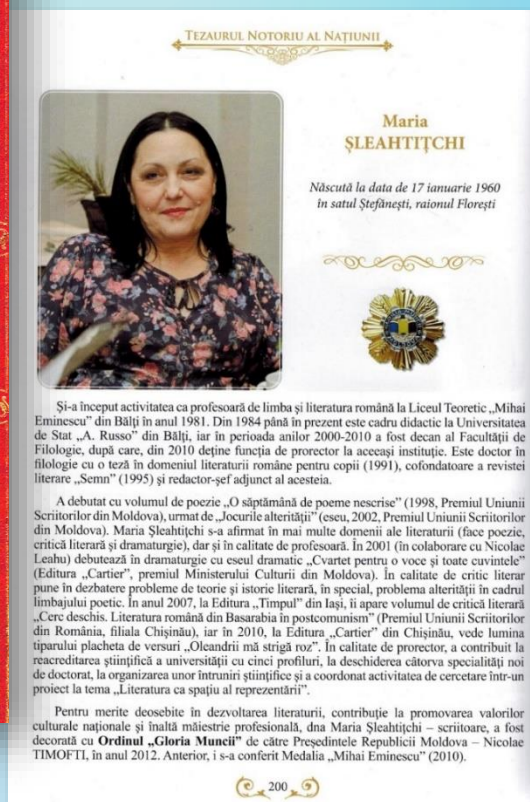 TEZAURUL NOTORIU AL NAȚIUNII
Maria
ȘLEAHTIȚCHI
Născută la data de 17 ianuarie 1960
în satul Ștefănești, raionul Florești
Și-a început activitatea ca profesoară de limba și literatura română la Liceul Teoretic „Mihai
Eminescu” din Bălți în anul 1981. Din 1984 până în prezent este cadru didactic la Universitatea
de Stat „A. Russo” din Bălți, iar în perioada anilor 2000-2010 a fost decan al Facultății de
Filologie, după care, din 2010 deține funcția de prorector la aceeași instituție. Este doctor în
filologie cu o teză în domeniul literaturii române pentru copii (1991), cofondatoare a revistei
literare „Semn” (1995) și redactor-șef adjunct al acesteia.
A debutat cu volumul de poezie „O săptămână de poeme nescrise” (1998, Premiul Uniunii
Scriitorilor din Moldova), urmat de „Jocurile alterității” (eseu, 2002, Premiul Uniunii Scriitorilor
din Moldova). Maria Șleahtițchi s-a afirmat în mai multe domenii ale literaturii (face poezie,
critică literară și dramaturgie), dar și în calitate de profesoară. În 2001 (în colaborare cu Nicolae
Leahu) debutează în dramaturgie cu eseul dramatic „Cvartet pentru o voce și toate cuvintele”
(Editura „Cartier”, premiul Ministerului Culturii din Moldova). În calitate de critic literar
pune în dezbatere probleme de teorie și istorie literară, în special, problema alterității în cadrul
limbajului poetic. În anul 2007, la Editura „Timpul” din Iași, îi apare volumul de critică literară
„Cerc deschis. Literatura română din Basarabia în postcomunism” (Premiul Uniunii Scriitorilor
din România, filiala Chișinău), iar în 2010, la Editura „Cartier” din Chișinău, vede lumina
tiparului placheta de versuri „Oleandrii mă strigă roz”. În calitate de prorector, a contribuit la
reacreditarea științifică a universității cu cinci profiluri, la deschiderea câtorva specialități noi
de doctorat, la organizarea unor întruniri științifice și a coordonat activitatea de cercetare într-un
proiect la tema „Literatura ca spațiu al reprezentării”.
Pentru merite deosebite în dezvoltarea literaturii, contribuție la promovarea valorilor
culturale naționale și înaltă măiestrie profesională, dna Maria Șleahtițchi – scriitoare, a fost
decorată cu Ordinul „Gloria Muncii” de către Președintele Republicii Moldova – Nicolae
TIMOFTI, în anul 2012. Anterior, i s-a conferit Medalia „Mihai Eminescu” (2010).
200